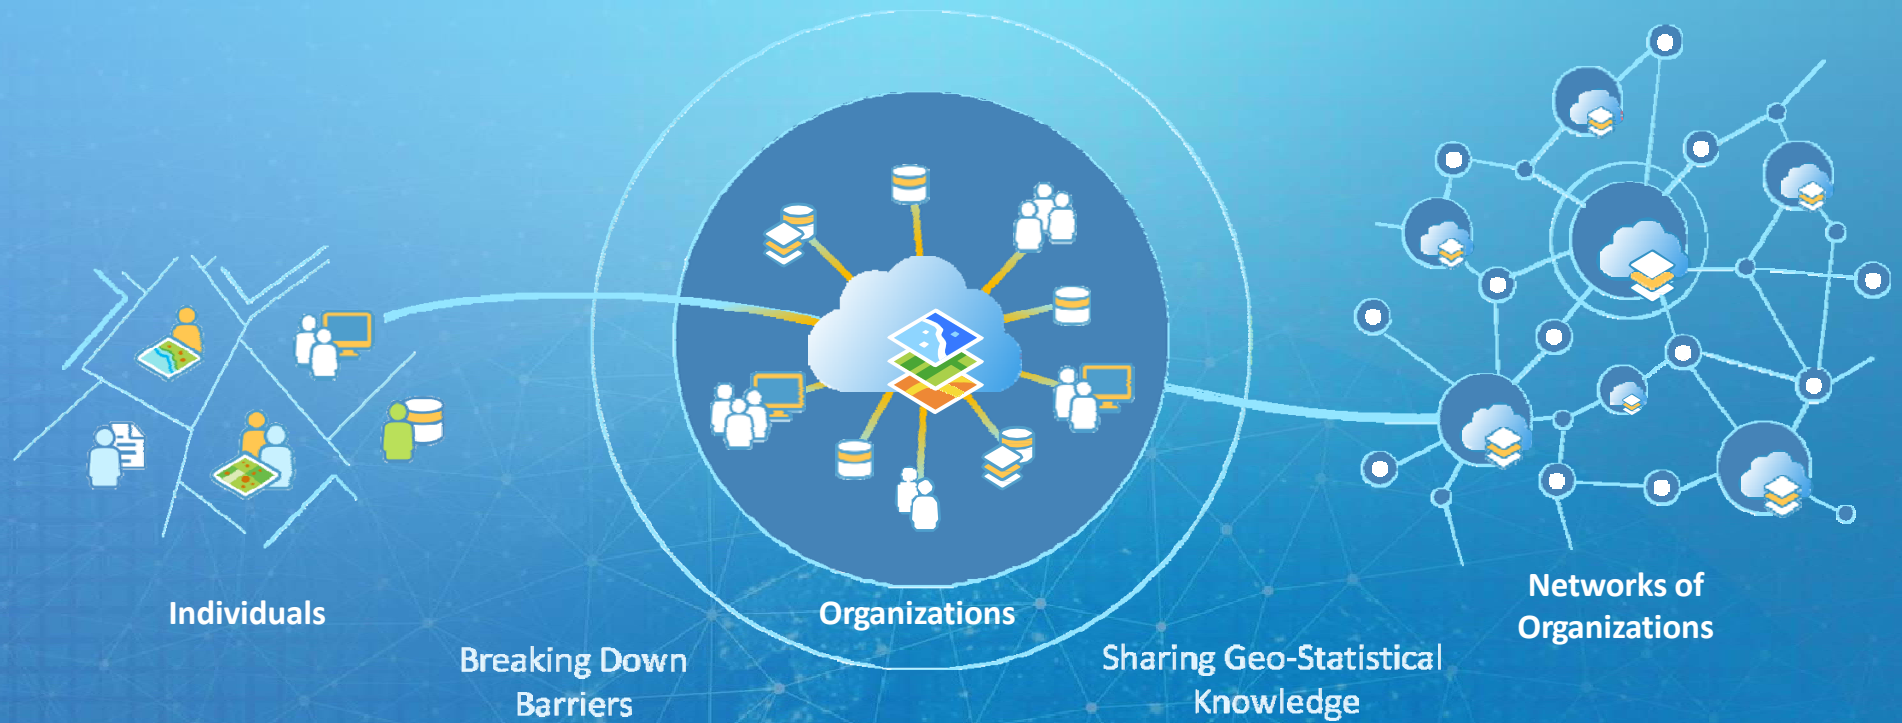 Individuals
Organizations
Networks of
Organizations
Breaking Down
Barriers
Sharing Geo-Statistical
Knowledge